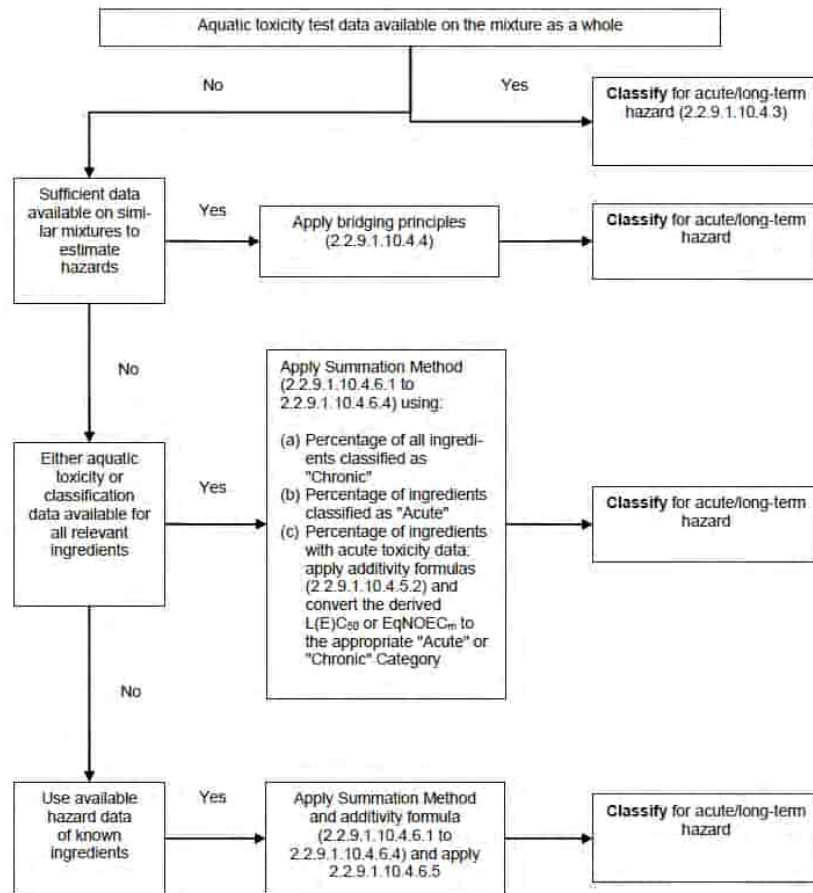 Aquatic toxicity test data available on the mixture as a whole
No
Yes
Classify for acute/long-term
hazard (2.2.9.1.10.4.3)
Sufficient data
available on simi-
lar mixtures to
estimate
hazards
Yes
Apply bridging principles
(2.2.9.1.10.4.4)
Classify for acute/long-term
hazard
No
Either aquatic
toxicity or
classification
data available for
all relevant
ingredients
Yes
Apply Summation Method
(2.2.9.1.10.4.6.1 to
2.2.9.1.10.4.6.4) using:
(a) Percentage of all ingredi-
ents classified as
"Chronic"
(b) Percentage of ingredients
classified as "Acute"
(c) Percentage of ingredients
with acute toxicity data:
apply additivity formulas
(2.2.9.1.10.4.5.2) and
convert the derived
L(E)C₅₀ or EqNOECₘ to
the appropriate "Acute" or
"Chronic" Category
Classify for acute/long-term
hazard
No
Use available
hazard data
of known
ingredients
Yes
Apply Summation Method
and additivity formula
(2.2.9.1.10.4.6.1 to
2.2.9.1.10.4.6.4) and apply
2.2.9.1.10.4.6.5
Classify for acute/long-term
hazard